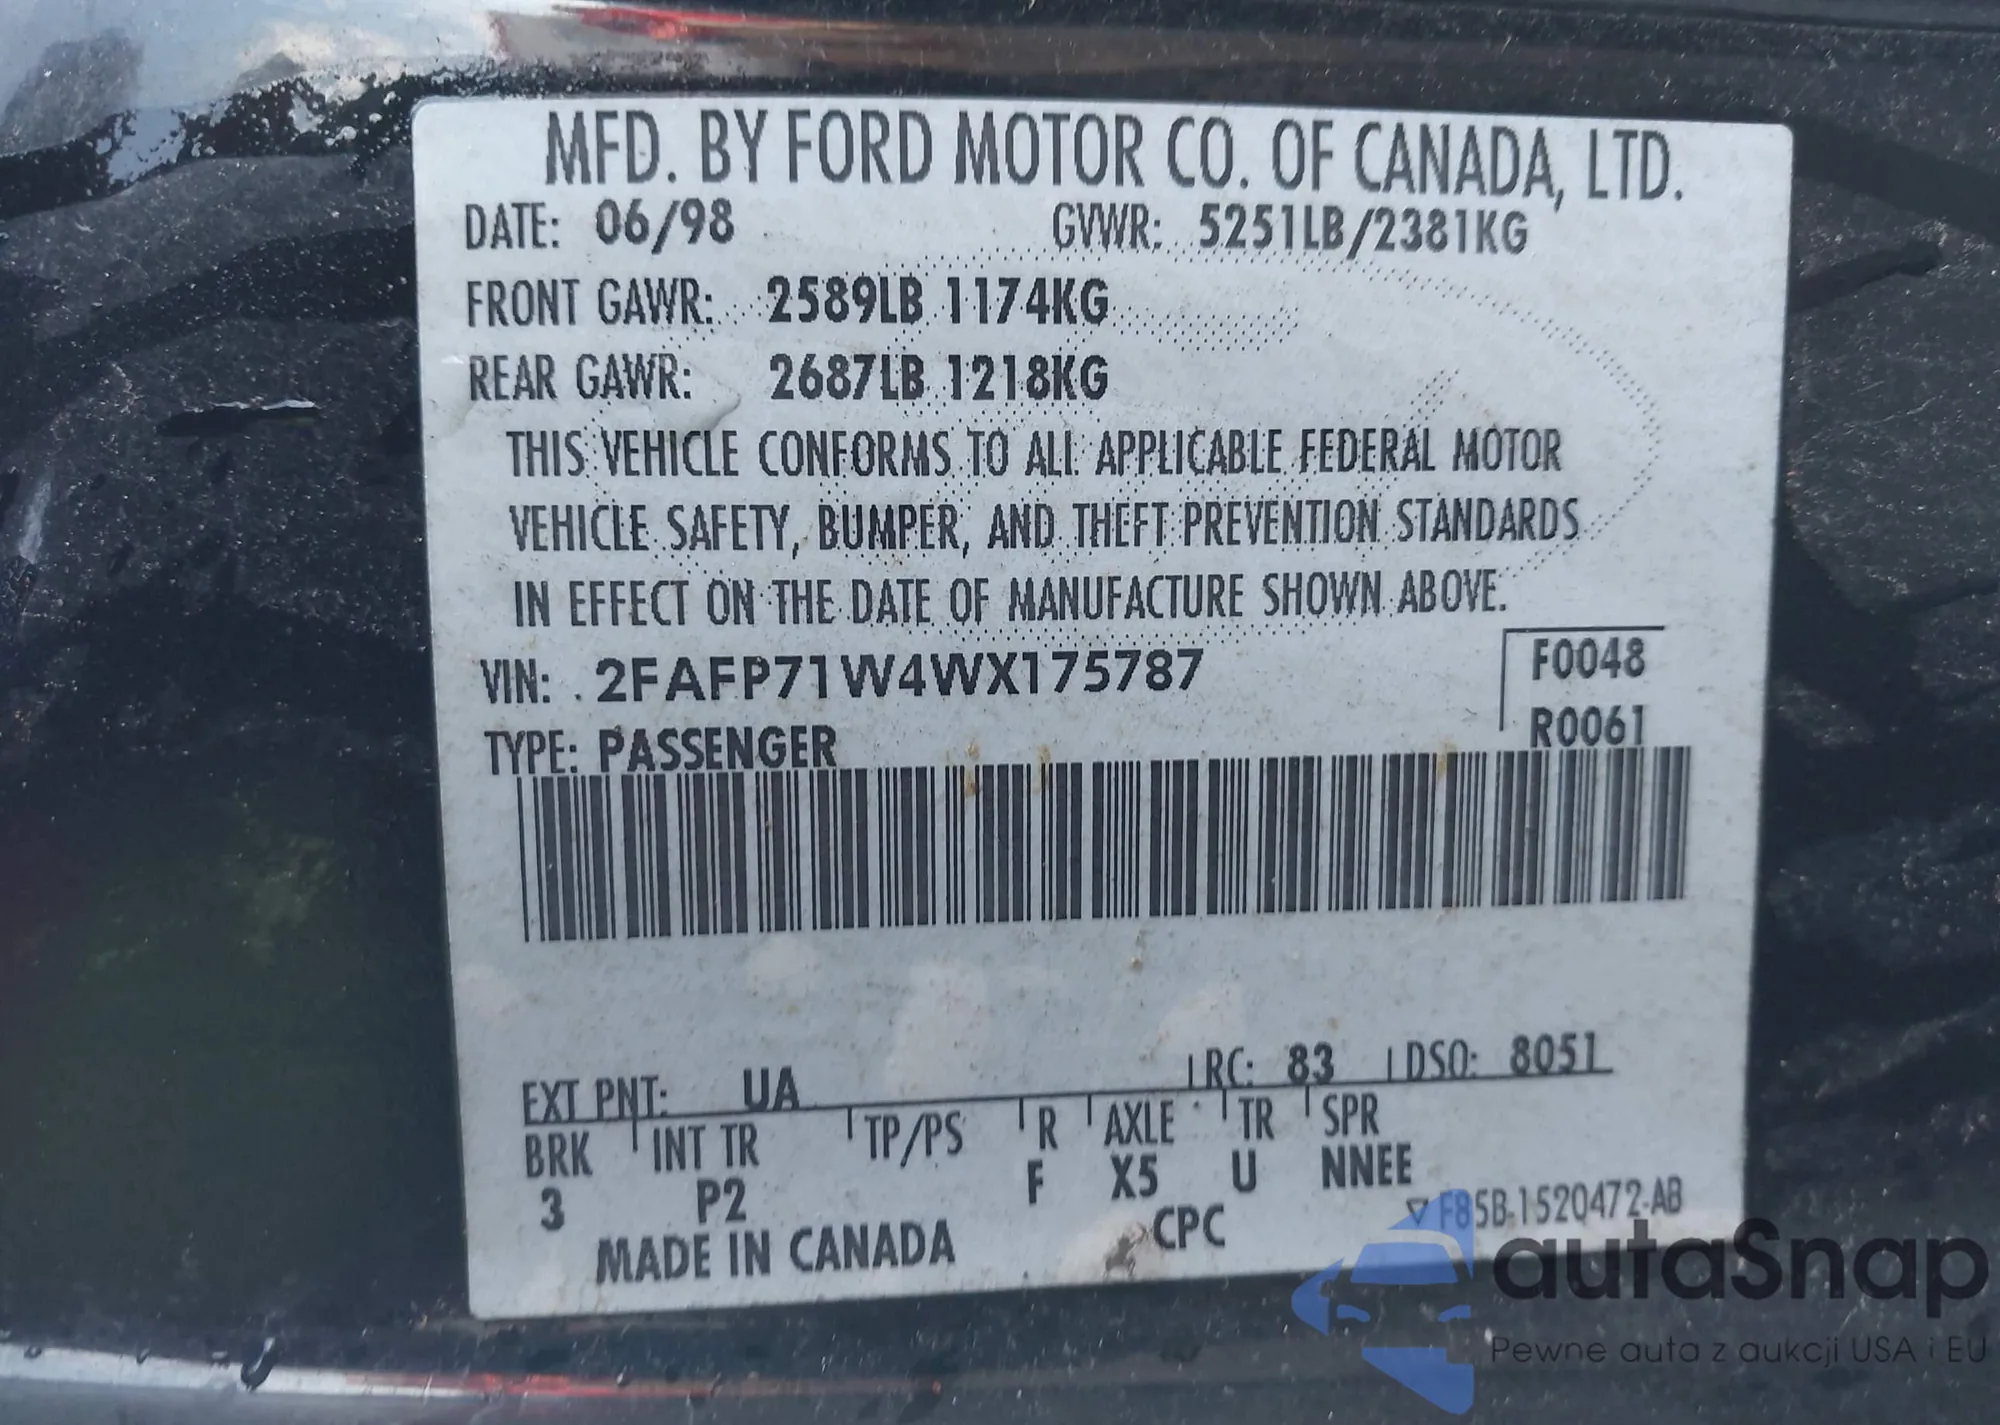 MFD. BY FORD MOTOR CO. OF CANADA, LTD.
DATE: 06/98 GVWR: 5251LB/2381KG
FRONT GAWR: 2589LB 1174KG
REAR GAWR: 2687LB 1218KG
THIS VEHICLE CONFORMS TO ALL APPLICABLE FEDERAL MOTOR
VEHICLE SAFETY, BUMPER, AND THEFT PREVENTION STANDARDS
IN EFFECT ON THE DATE OF MANUFACTURE SHOWN ABOVE.
VIN: 2FAFP71W4WX175787 F0048
TYPE: PASSENGER R0061
EXT PNT: UA RC: 83 DSO: 8051
BRK INT TR TP/PS R AXLE TR SPR
3 P2 F X5 U NNEE
MADE IN CANADA CPC F85B-1520472-AB
autaSnap
Pewne auta z aukcji USA i EU